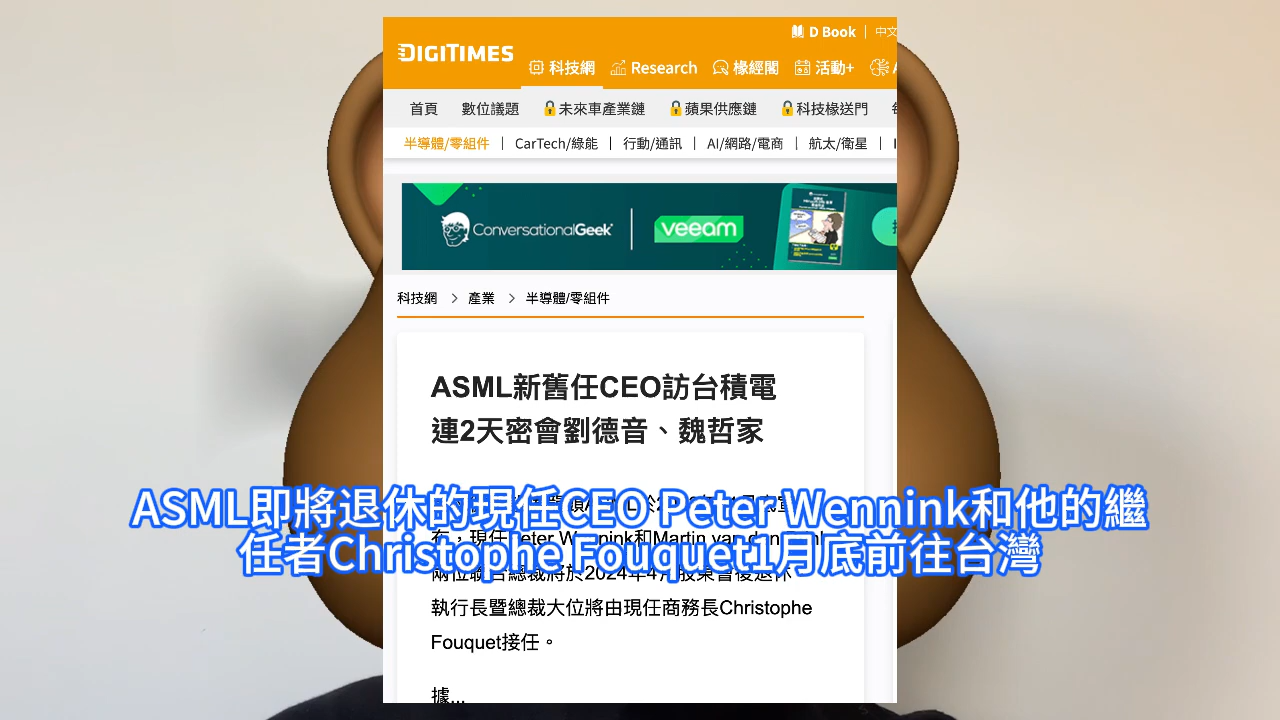 D Book | 中文
DIGITIMES
科技網 Research 椽經閣 活動+
首頁 數位議題 未來車產業鏈 蘋果供應鏈 科技椽送門
半導體/零組件 | CarTech/綠能 | 行動/通訊 | AI/網路/電商 | 航太/衛星 |
ConversationalGeek veeam
科技網 > 產業 > 半導體/零組件
ASML新舊任CEO訪台積電
連2天密會劉德音、魏哲家
ASML即將退休的現任CEO Peter Wennink和他的繼
任者Christophe Fouquet1月底前往台灣
兩位聯合總裁將於2024年4月股東會後退休
執行長暨總裁大位將由現任商務長Christophe
Fouquet接任。
據...